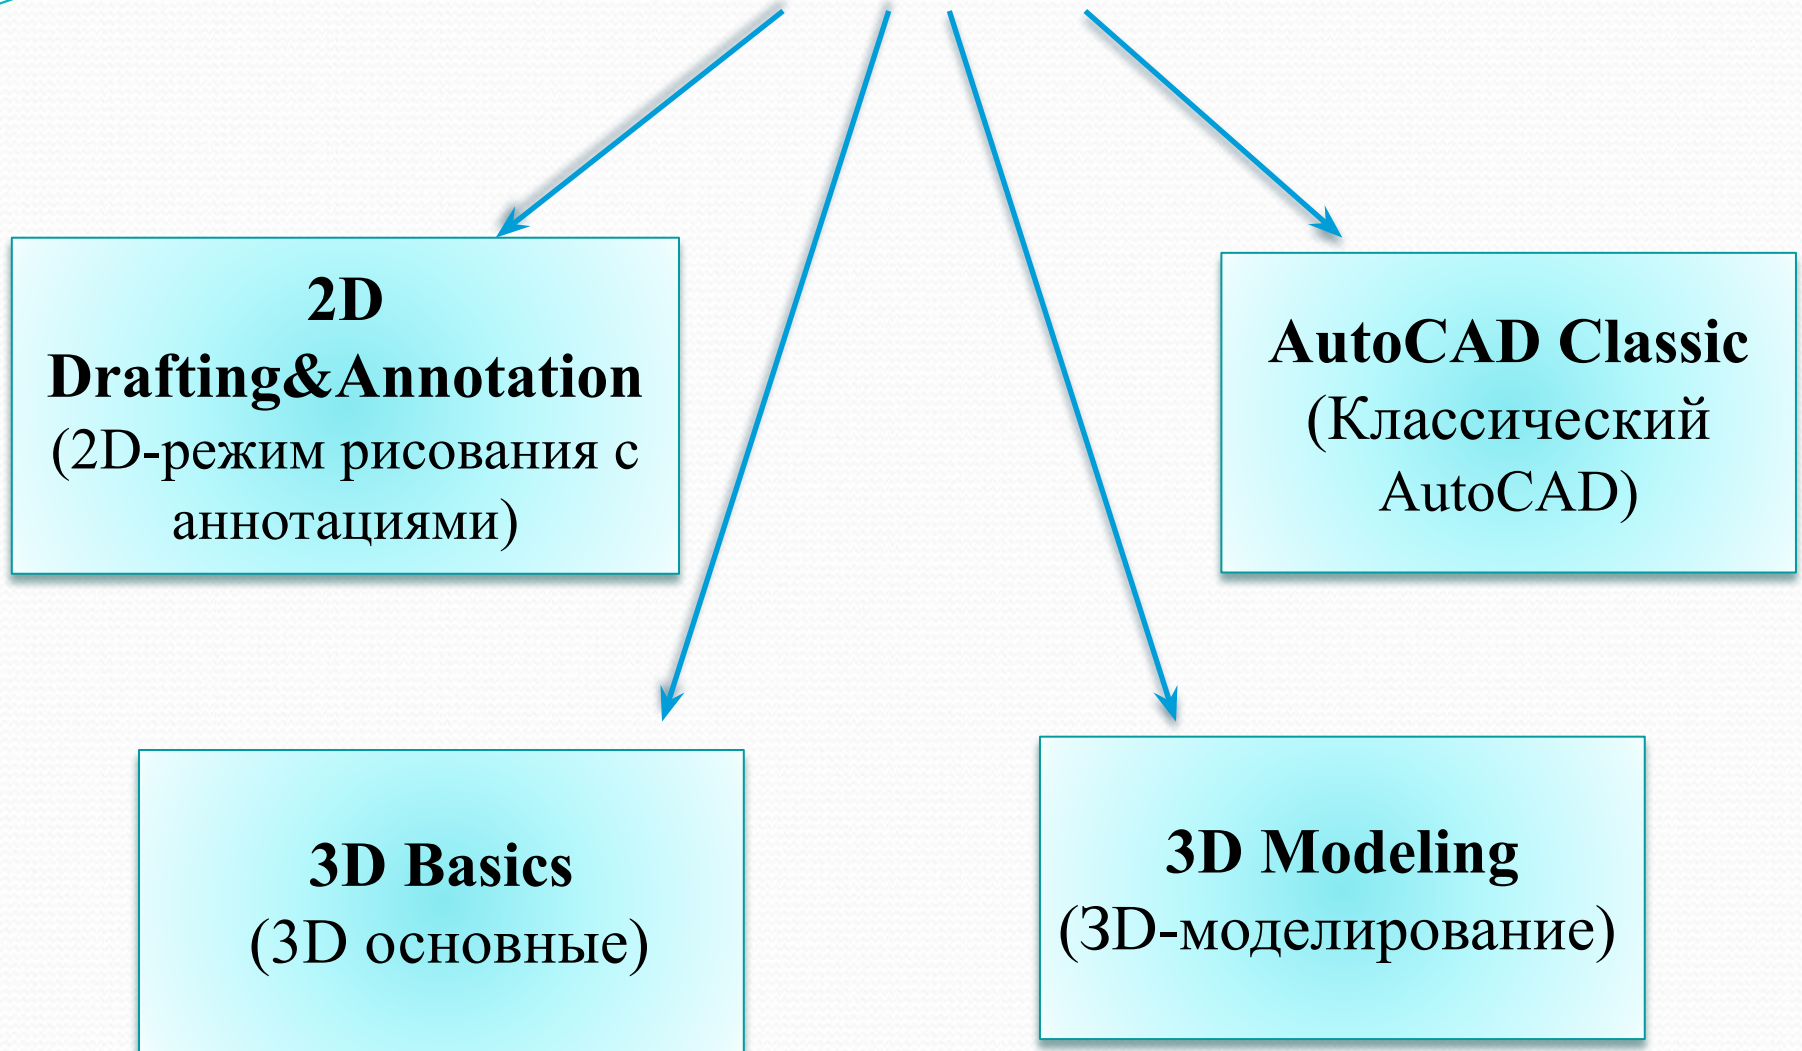 2D
Drafting&Annotation
(2D-режим рисования с
аннотациями)
AutoCAD Classic
(Классический
AutoCAD)
3D Basics
(3D основные)
3D Modeling
(3D-моделирование)